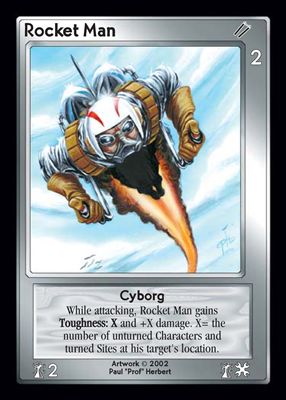 Rocket Man
2
Cyborg
While attacking, Rocket Man gains
Toughness: X and +X damage. X= the
number of unturned Characters and
turned Sites at his target's location.
Artwork © 2002
Paul "Prof" Herbert
2